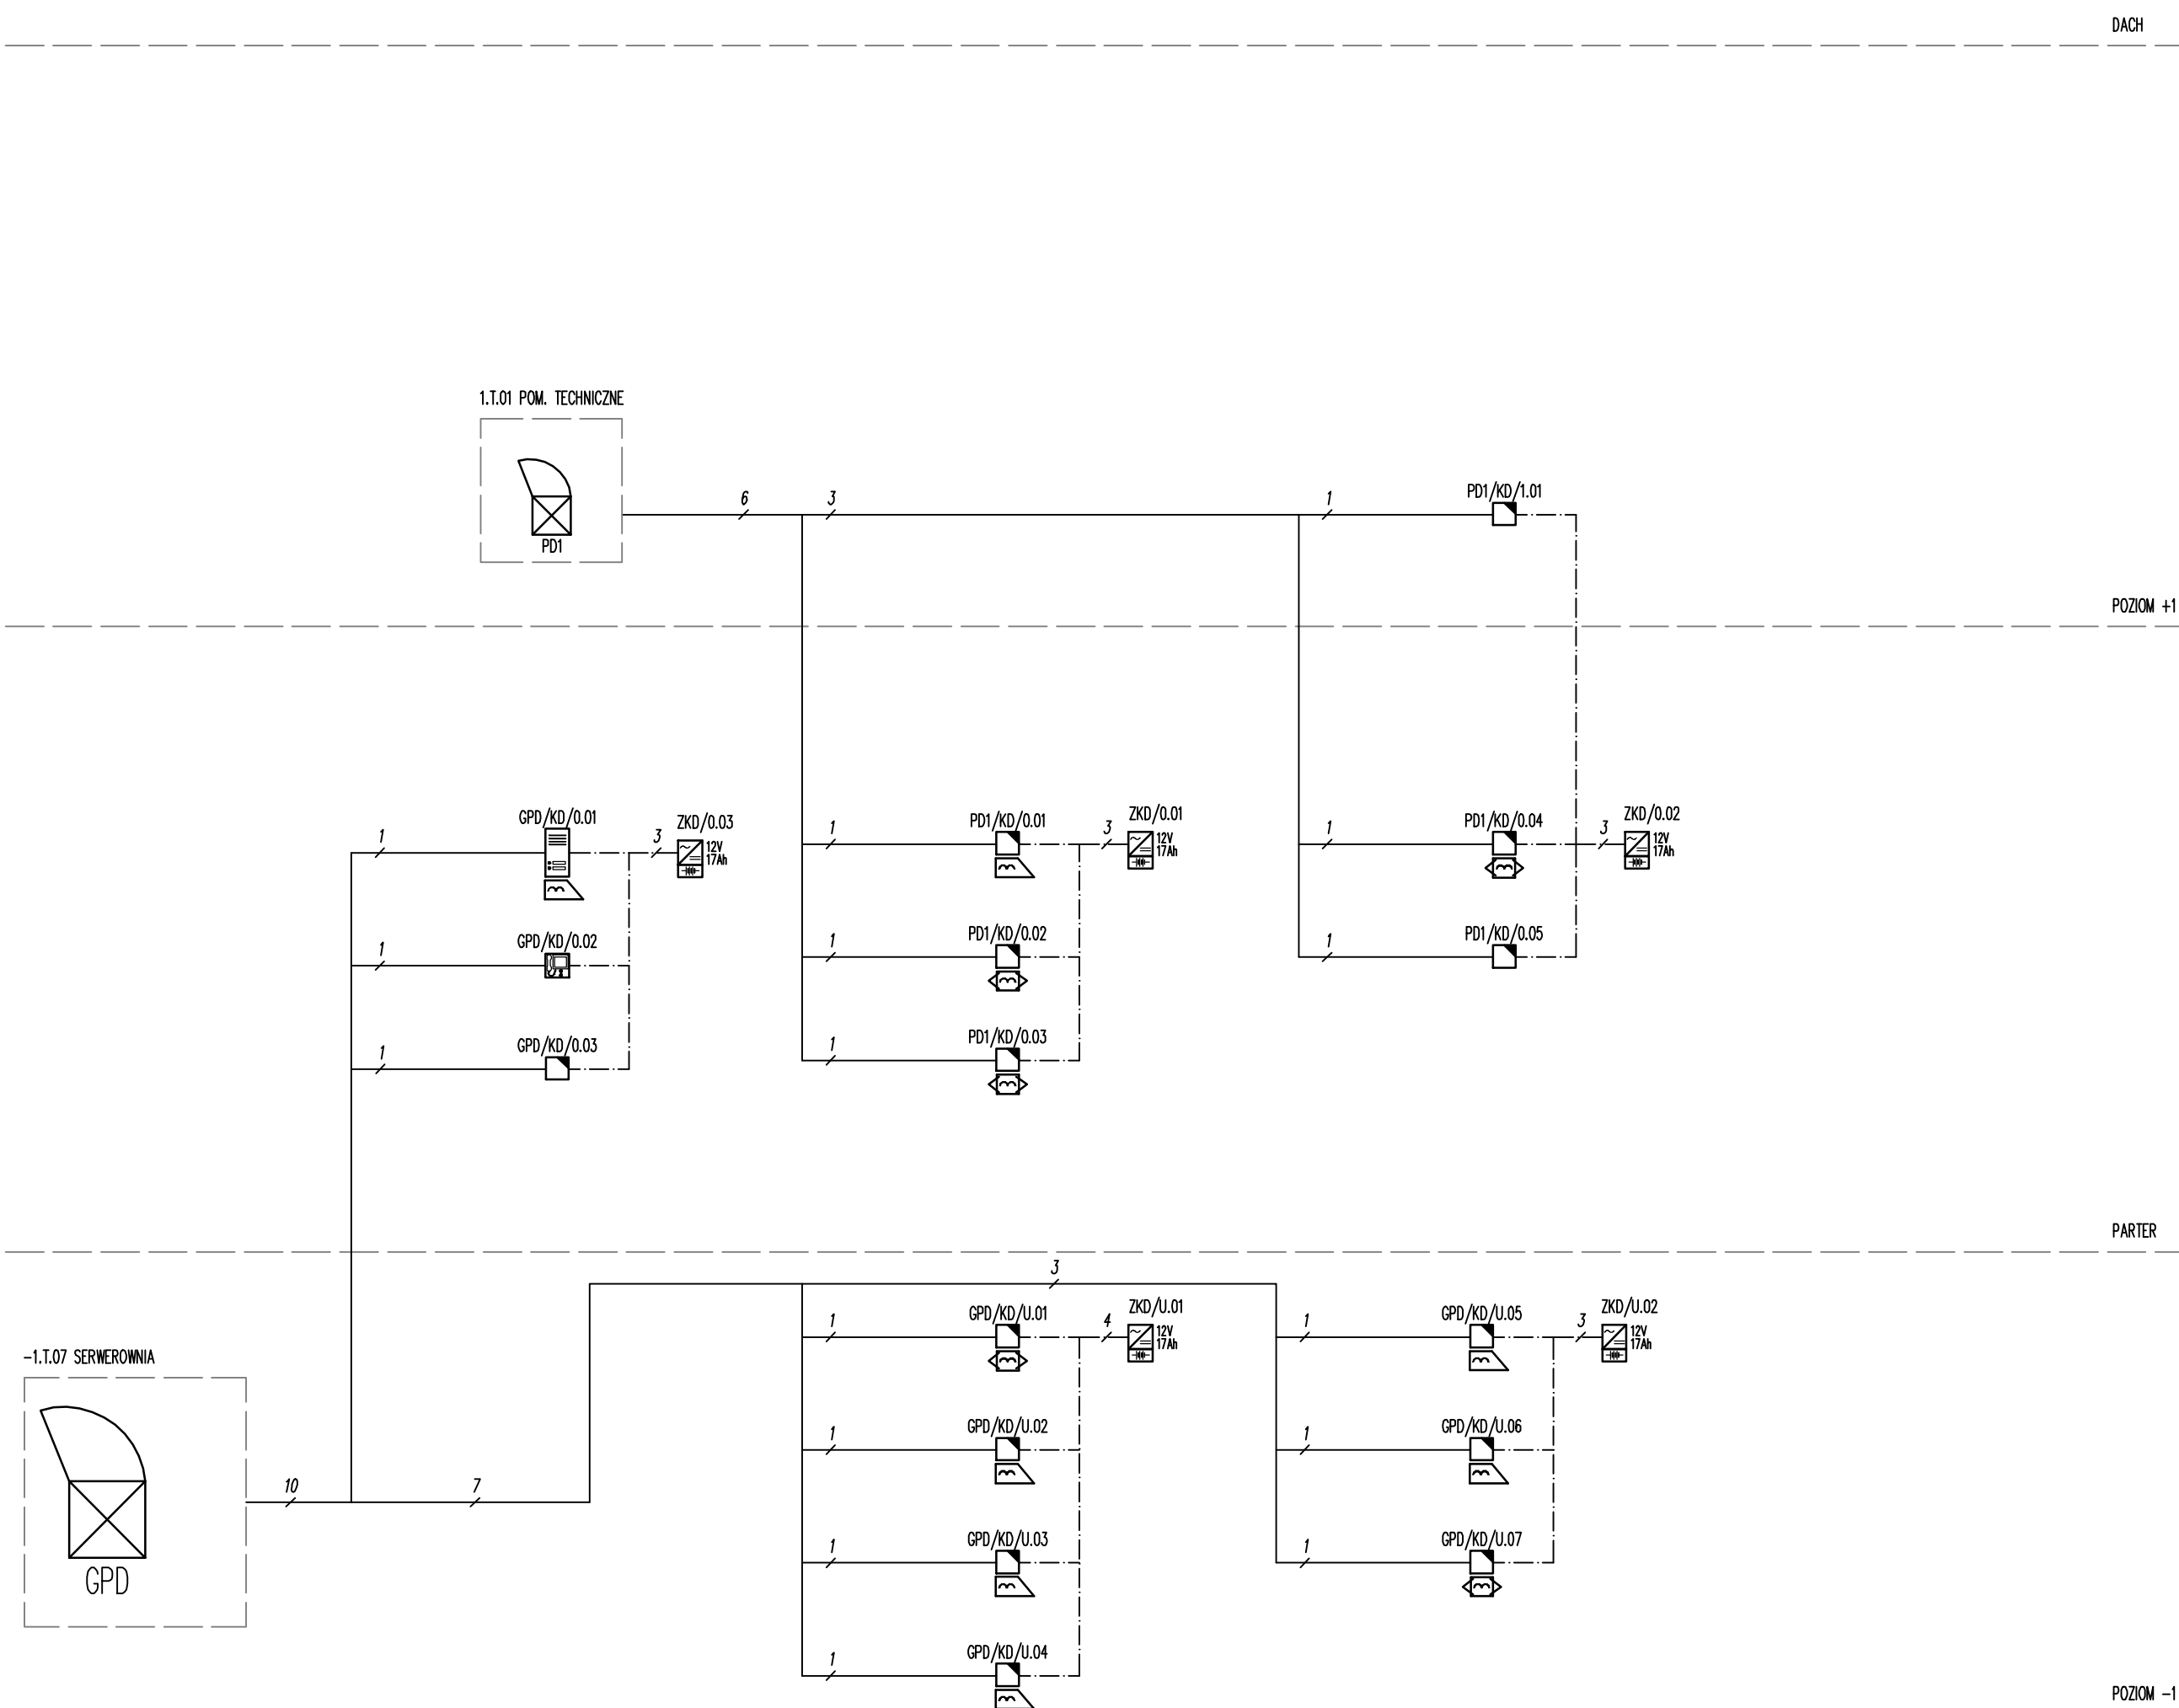 DACH
1.T.01 POM. TECHNICZNE
PD1
6
3
1
PD1/KD/1.01
POZIOM +1
1
GPD/KD/0.01
3
ZKD/0.03
12V
17Ah
1
PD1/KD/0.01
3
ZKD/0.01
12V
17Ah
1
PD1/KD/0.04
3
ZKD/0.02
12V
17Ah
1
GPD/KD/0.02
1
PD1/KD/0.02
1
PD1/KD/0.05
1
GPD/KD/0.03
1
PD1/KD/0.03
PARTER
3
1
GPD/KD/U.01
4
ZKD/U.01
12V
17Ah
1
GPD/KD/U.05
3
ZKD/U.02
12V
17Ah
-1.T.07 SERWEROWNIA
GPD
10
7
1
GPD/KD/U.02
1
GPD/KD/U.06
1
GPD/KD/U.03
1
GPD/KD/U.07
1
GPD/KD/U.04
POZIOM -1